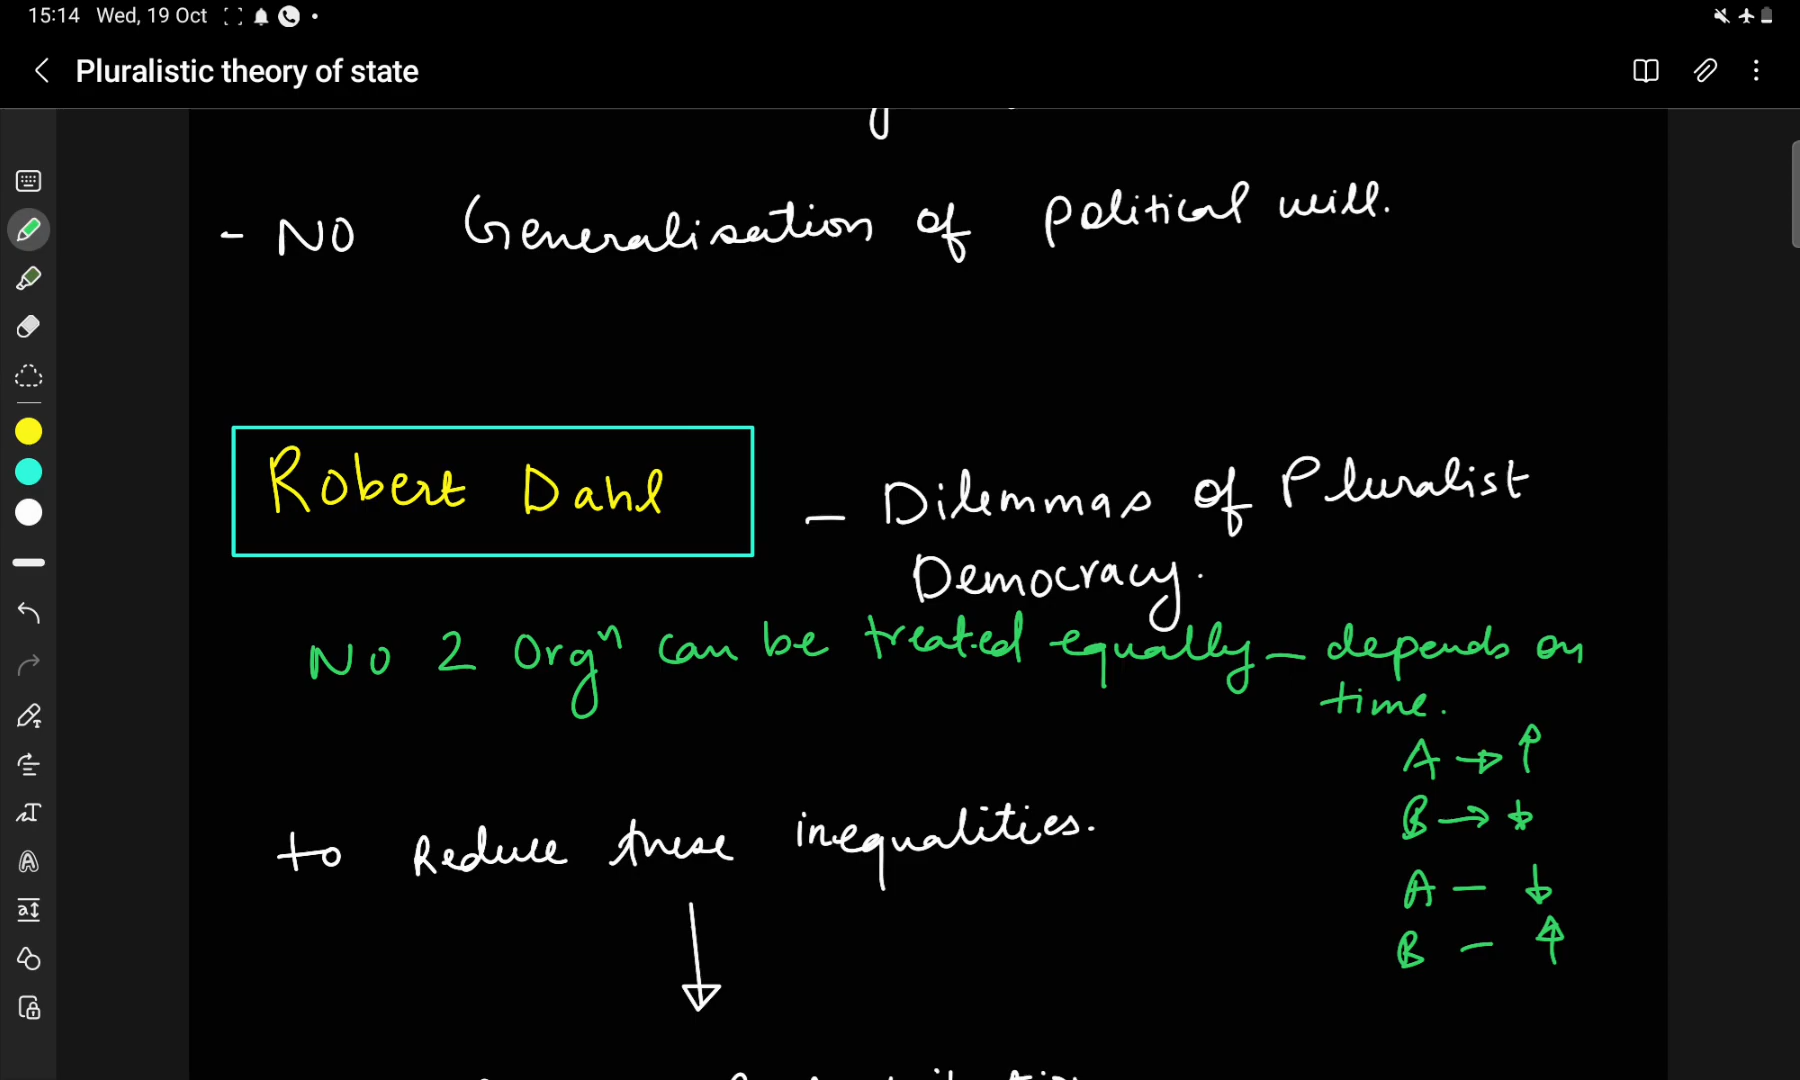 15:14 Wed, 19 Oct
Pluralistic theory of state
- NO Generalisation of political will.
Robert Dahl - Dilemmas of Pluralist
Democracy.
No 2 Orgⁿ can be treated equally - depends on
time.
A → ↑
B → ↓
A - ↓
B - ↑
to Reduce these inequalities.
↓